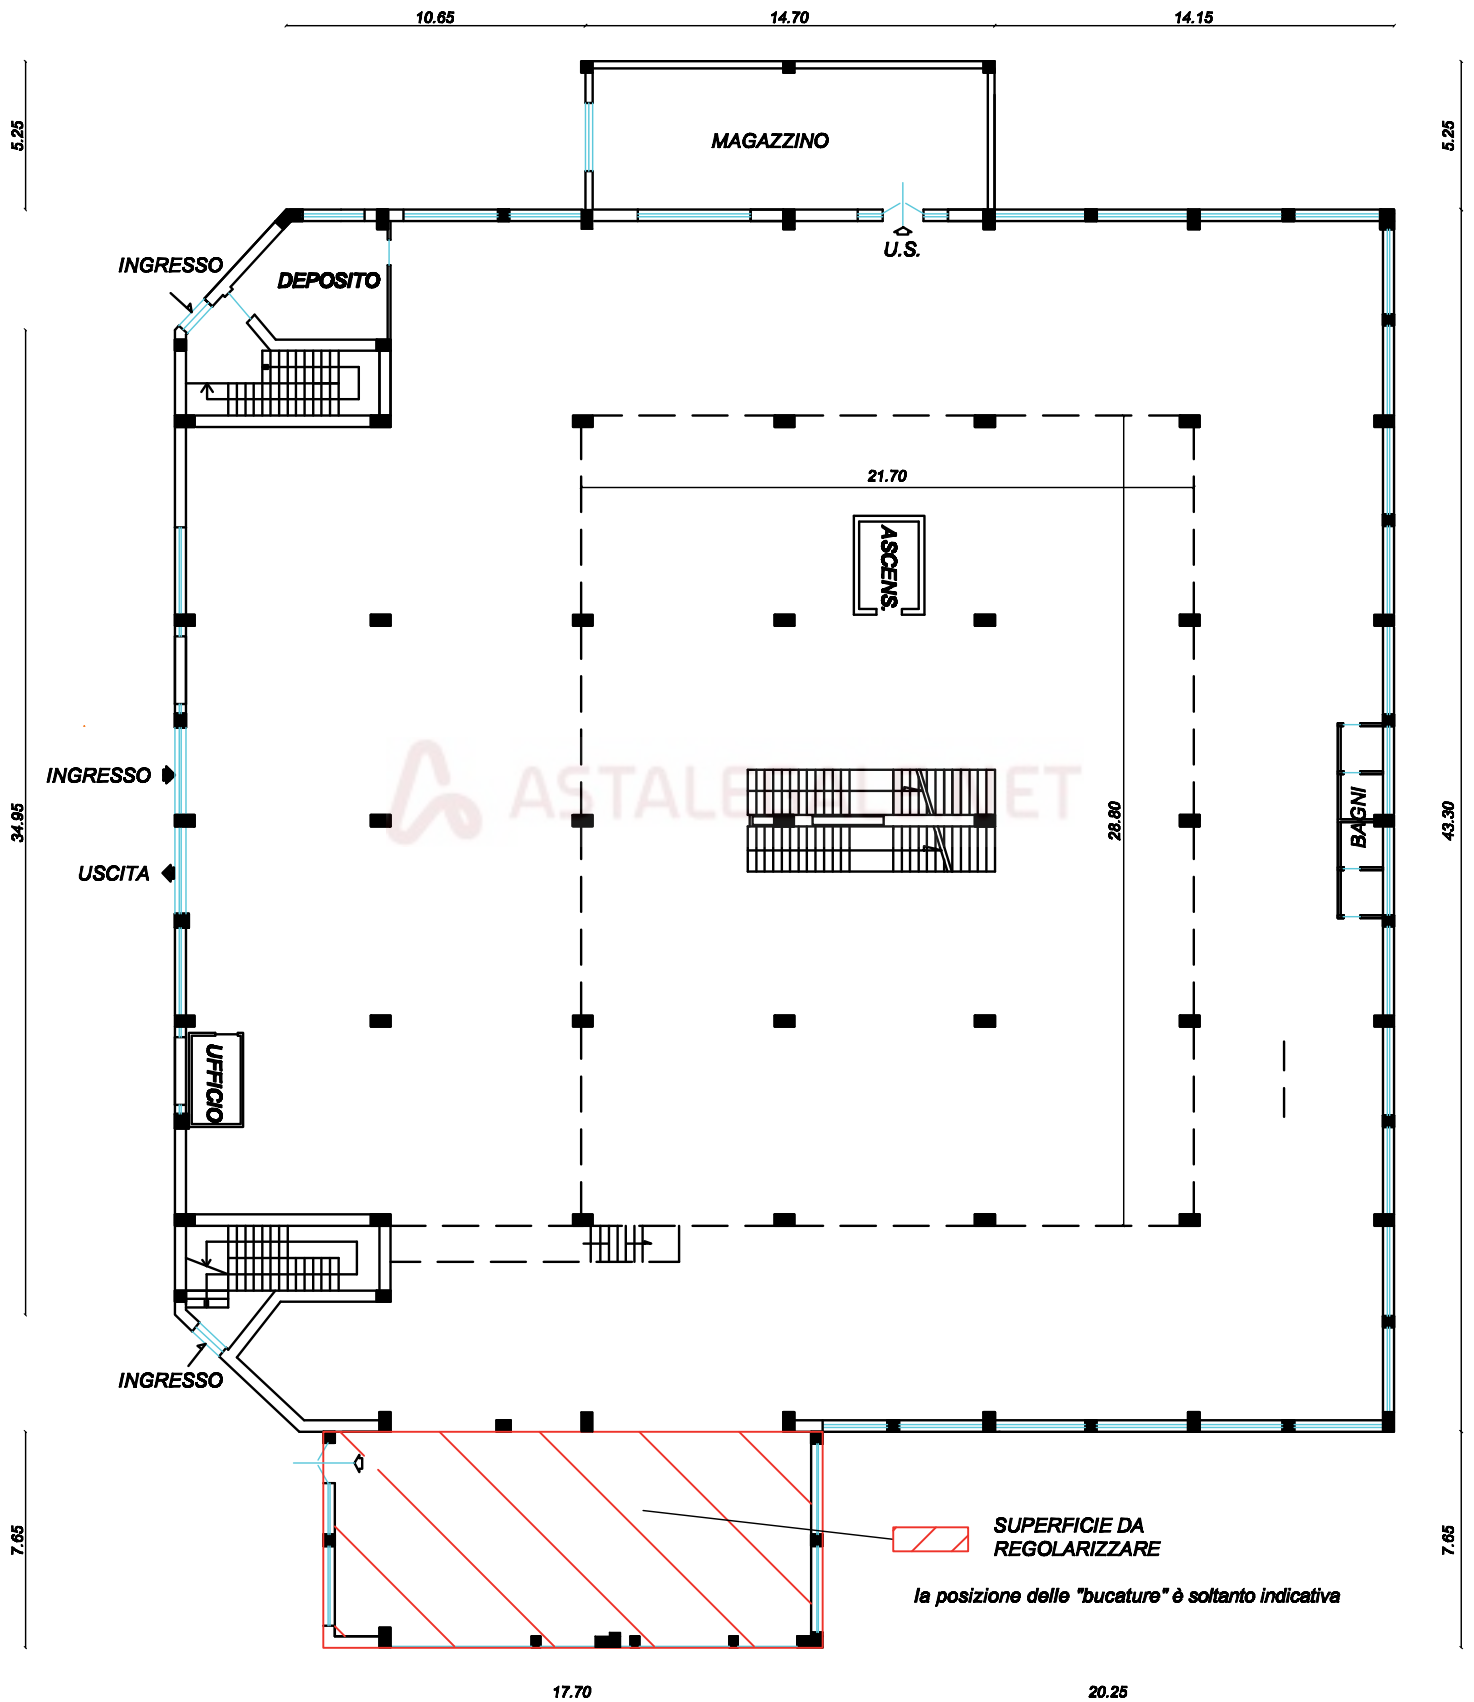 10.65
14.70
14.15
5.25
5.25
MAGAZZINO
U.S.
INGRESSO
DEPOSITO
21.70
ASCENS.
ASTALEGALE.NET
INGRESSO
34.95
28.80
BAGNI
43.30
USCITA
UFFICIO
INGRESSO
7.65
7.65
SUPERFICIE DA
REGOLARIZZARE
la posizione delle "bucature" è soltanto indicativa
17.70
20.25